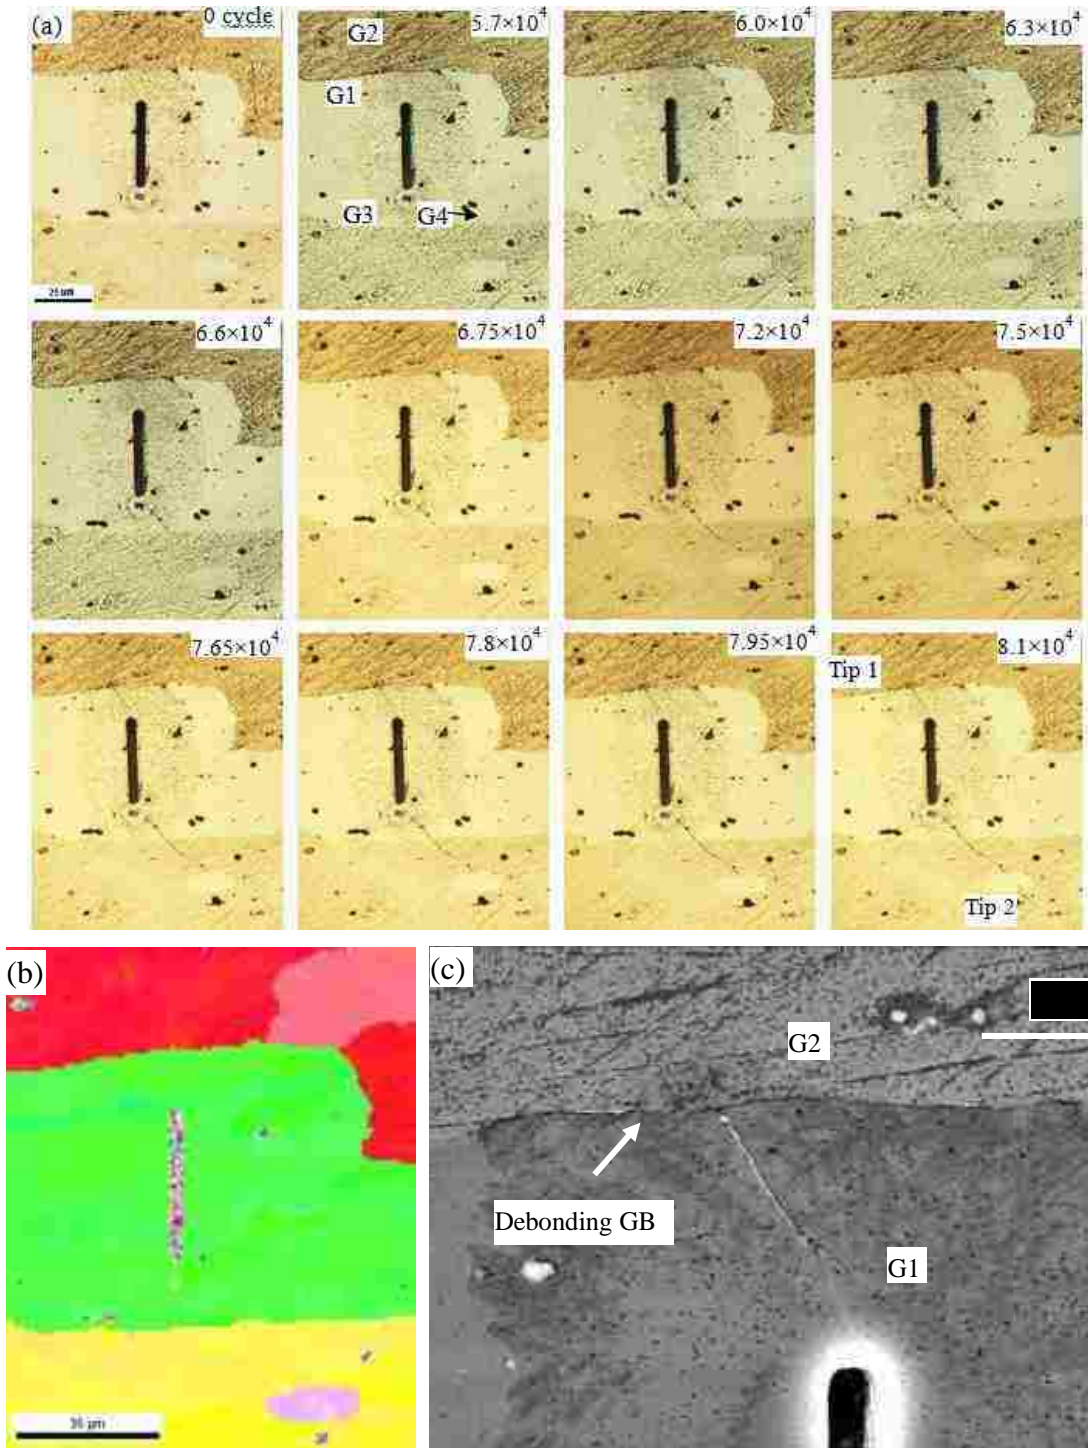 (a)
0 cycle
5.7×10⁴
6.0×10⁴
6.3×10⁴
G2
G1
G3
G4
6.6×10⁴
6.75×10⁴
7.2×10⁴
7.5×10⁴
7.65×10⁴
7.8×10⁴
7.95×10⁴
8.1×10⁴
Tip 1
Tip 2
(b)
(c)
G2
Debonding GB
G1